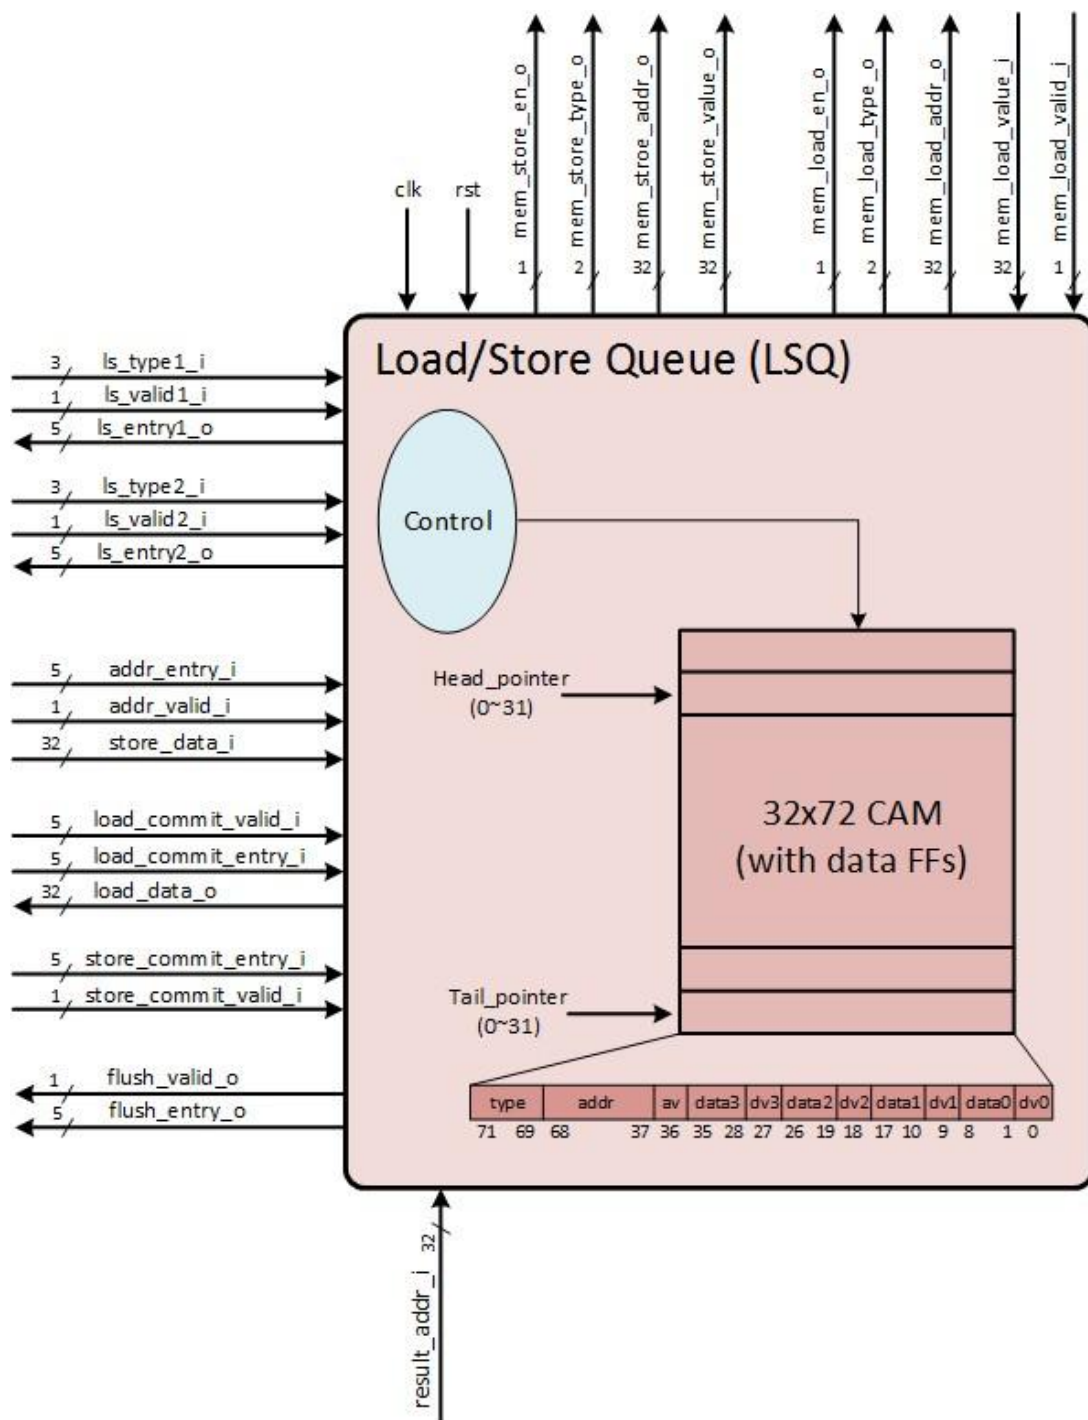 mem_store_en_o
mem_store_type_o
mem_stroe_addr_o
mem_store_value_o
mem_load_en_o
mem_load_type_o
mem_load_addr_o
mem_load_value_i
mem_load_valid_i
1
2
32
32
1
2
32
32
1
clk
rst
Load/Store Queue (LSQ)
3 ls_type1_i
1 ls_valid1_i
5 ls_entry1_o
3 ls_type2_i
1 ls_valid2_i
5 ls_entry2_o
Control
5 addr_entry_i
1 addr_valid_i
32 store_data_i
Head_pointer
(0~31)
5 load_commit_valid_i
5 load_commit_entry_i
32 load_data_o
32x72 CAM
(with data FFs)
5 store_commit_entry_i
1 store_commit_valid_i
Tail_pointer
(0~31)
1 flush_valid_o
5 flush_entry_o
type addr av data3 dv3 data2 dv2 data1 dv1 data0 dv0
71 69 68 37 36 35 28 27 26 19 18 17 10 9 8 1 0
result_addr_i 32